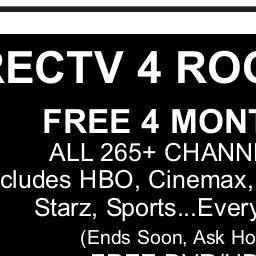 RECTV 4 ROO
FREE 4 MONT
ALL 265+ CHANN
cludes HBO, Cinemax,
Starz, Sports...Every
(Ends Soon, Ask Ho